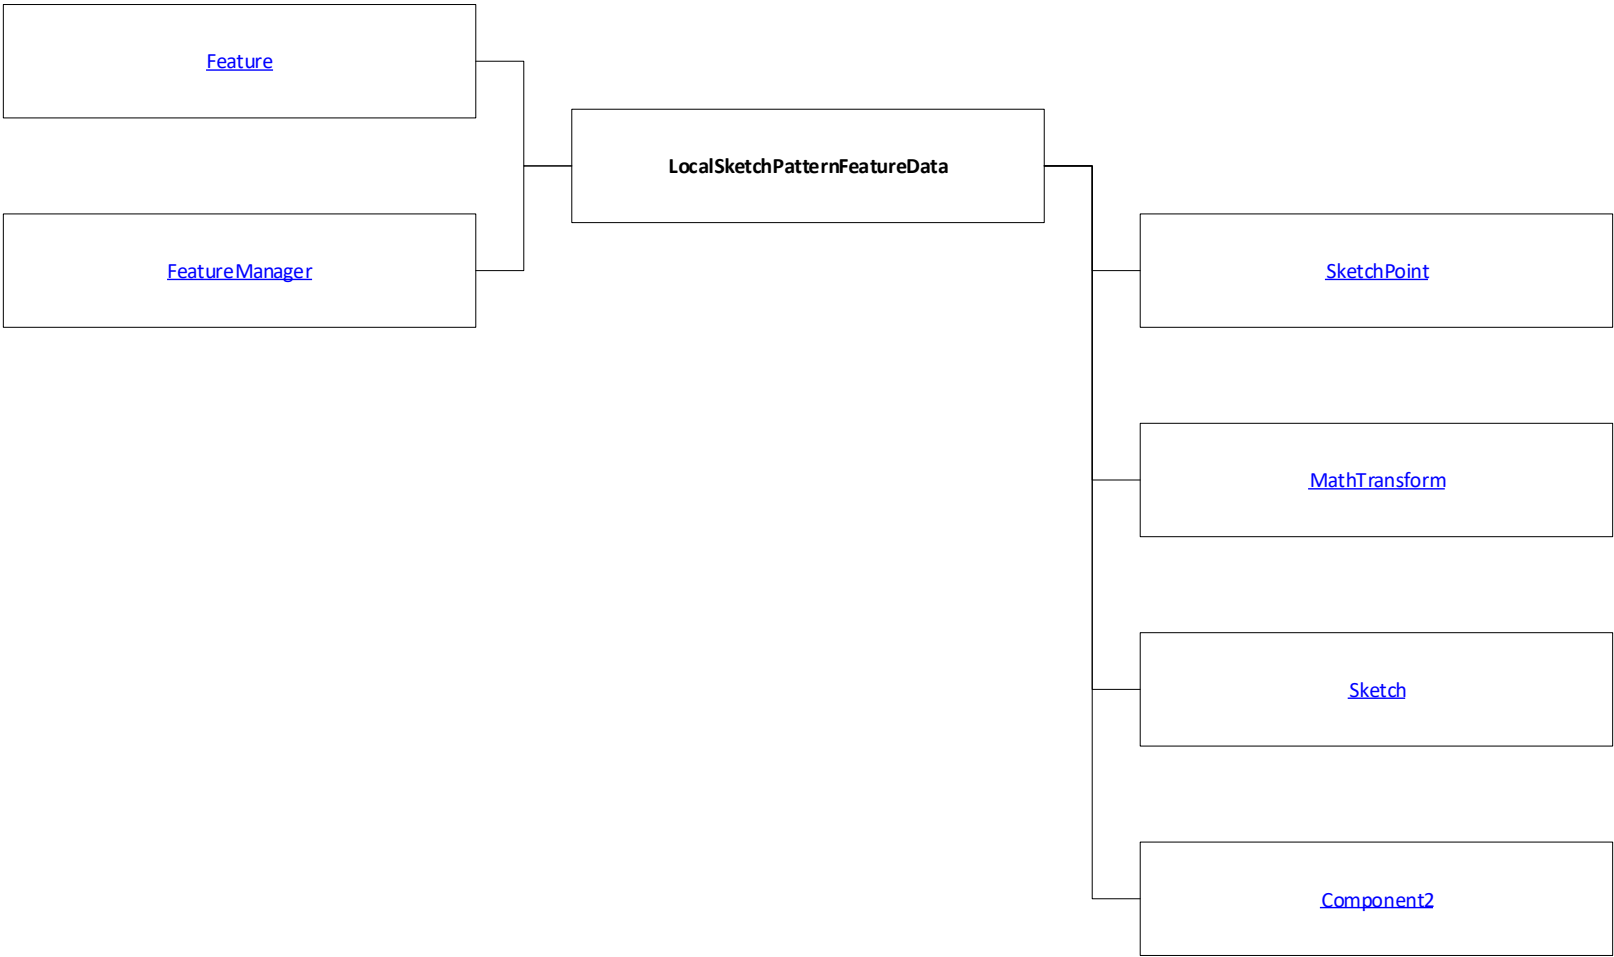 Feature
LocalSketchPatternFeatureData
FeatureManager
SketchPoint
MathTransform
Sketch
Component2